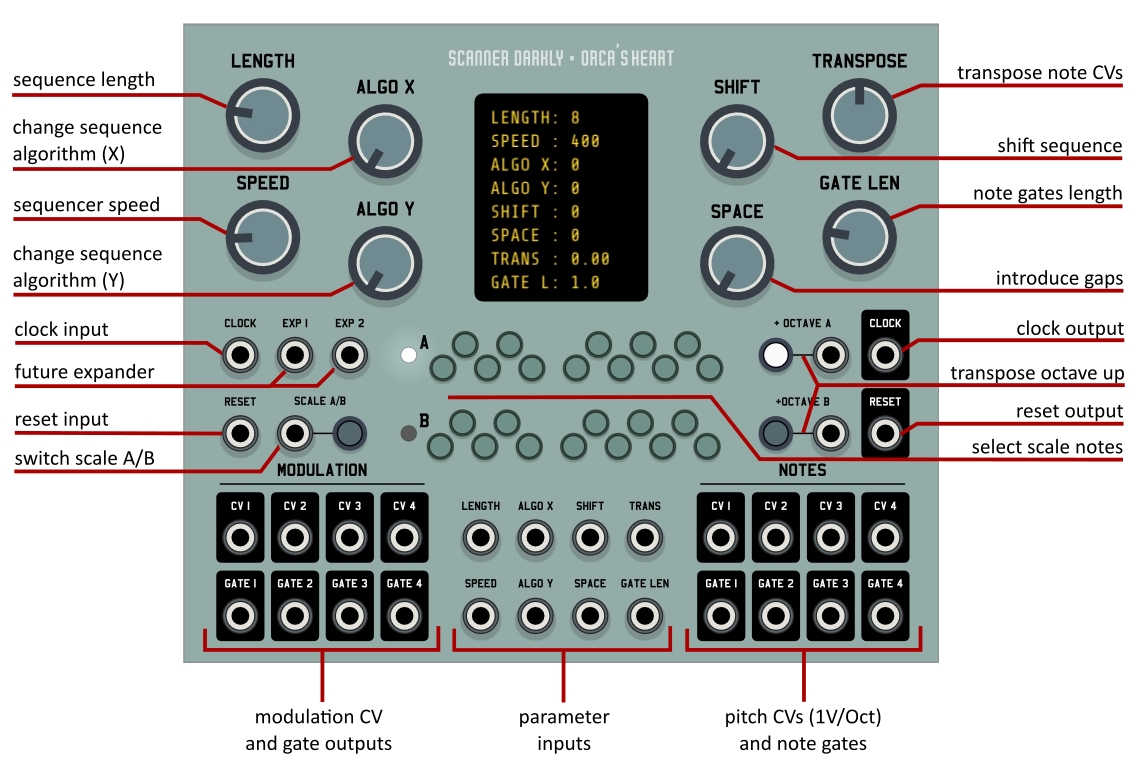 SCANNER DARKLY • ORCA'S HEART
LENGTH
ALGO X
SHIFT
TRANSPOSE
sequence length
change sequence
algorithm (X)
SPEED
sequencer speed
ALGO Y
change sequence
algorithm (Y)
LENGTH: 8
SPEED : 400
ALGO X: 0
ALGO Y: 0
SHIFT : 0
SPACE : 0
TRANS : 0.00
GATE L: 1.0
transpose note CVs
shift sequence
GATE LEN
note gates length
SPACE
introduce gaps
clock input
CLOCK
EXP 1
EXP 2
A
+ OCTAVE A
CLOCK
clock output
future expander
transpose octave up
reset input
RESET
SCALE A/B
B
+OCTAVE B
RESET
reset output
switch scale A/B
select scale notes
MODULATION
NOTES
CV 1
CV 2
CV 3
CV 4
LENGTH
ALGO X
SHIFT
TRANS
CV 1
CV 2
CV 3
CV 4
GATE 1
GATE 2
GATE 3
GATE 4
SPEED
ALGO Y
SPACE
GATE LEN
GATE 1
GATE 2
GATE 3
GATE 4
modulation CV
and gate outputs
parameter
inputs
pitch CVs (1V/Oct)
and note gates